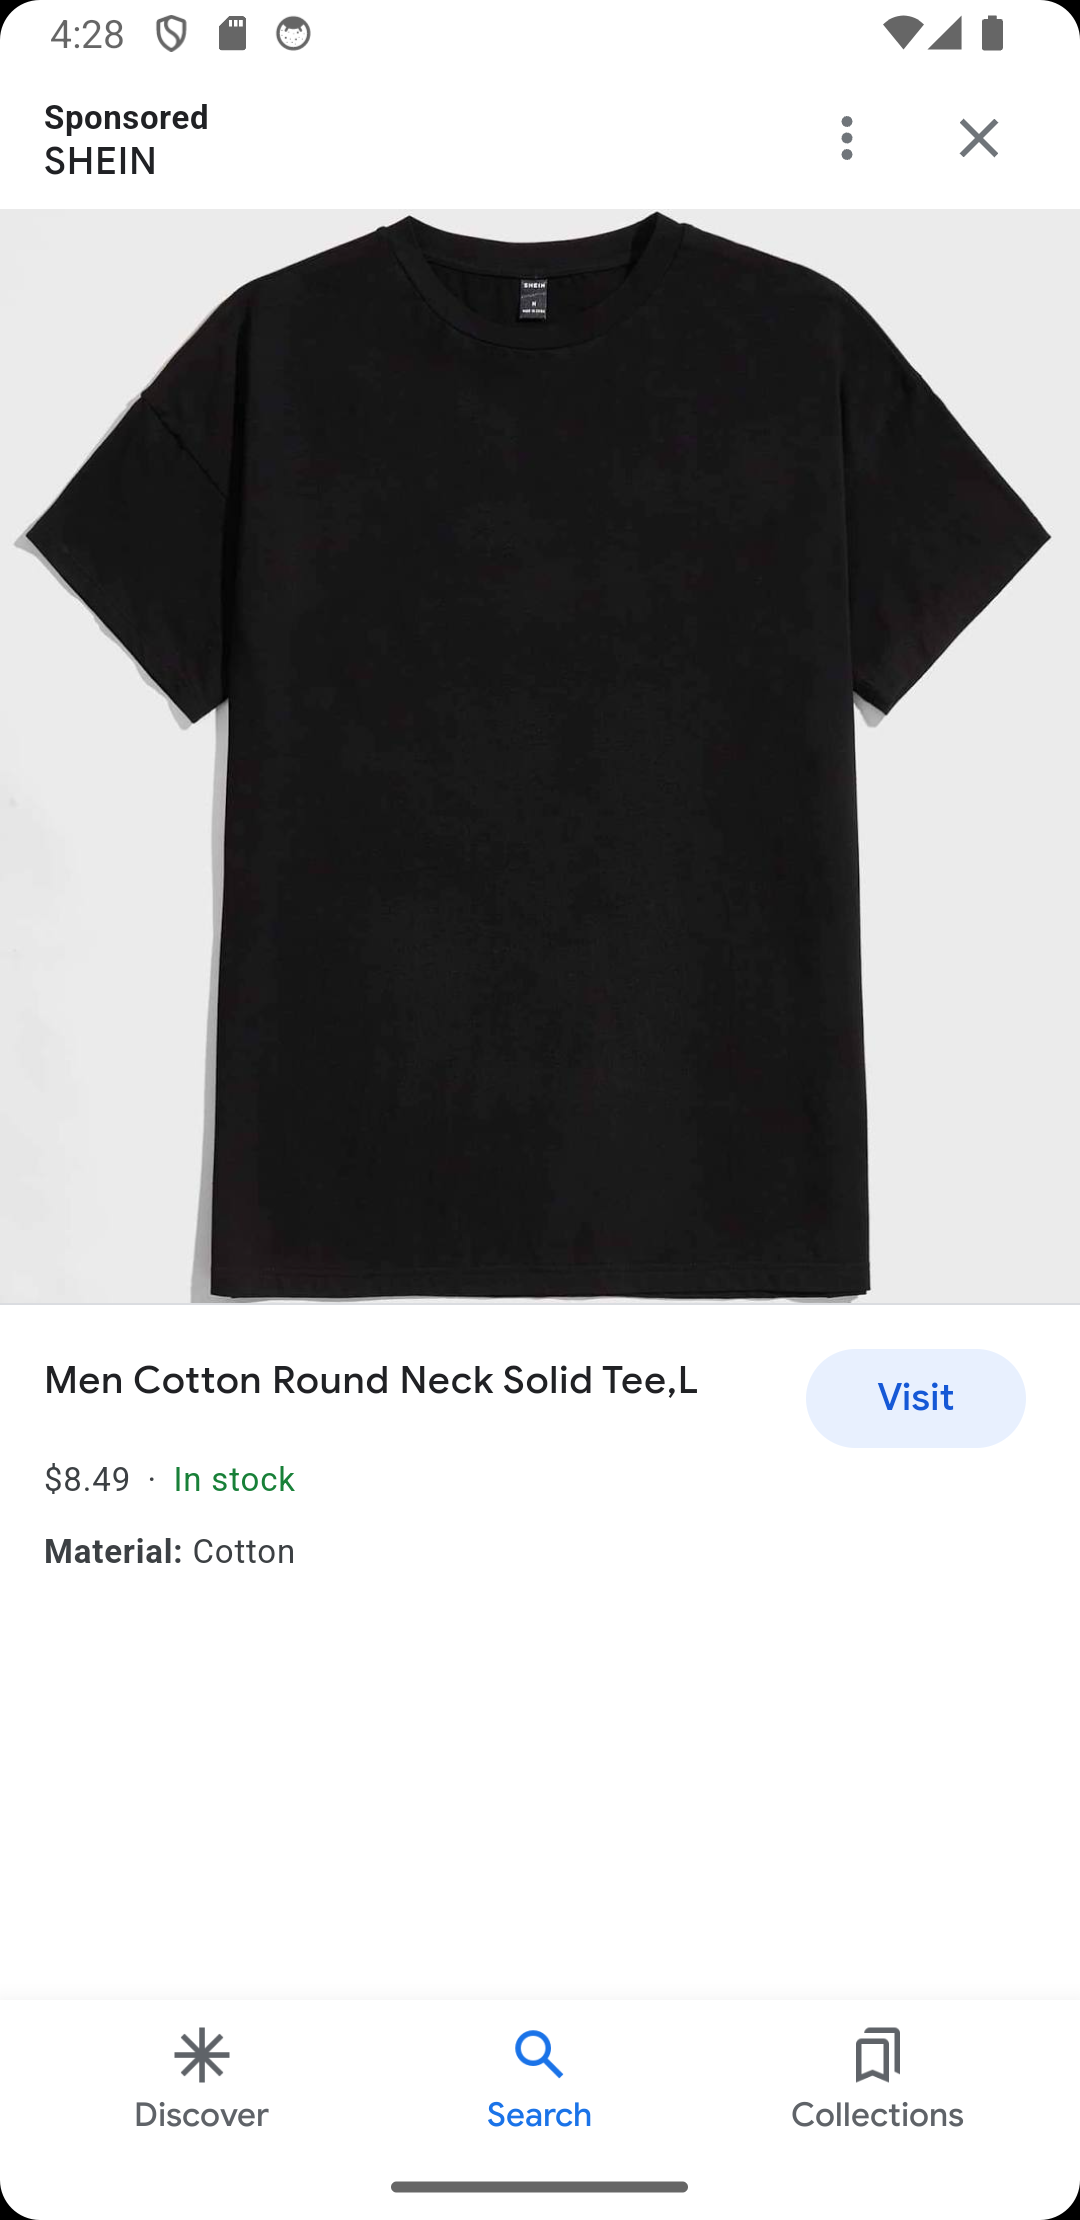 4:28
Sponsored
SHEIN
SHEIN
M
Men Cotton Round Neck Solid Tee,L
Visit
$8.49 · In stock
Material: Cotton
Discover
Search
Collections